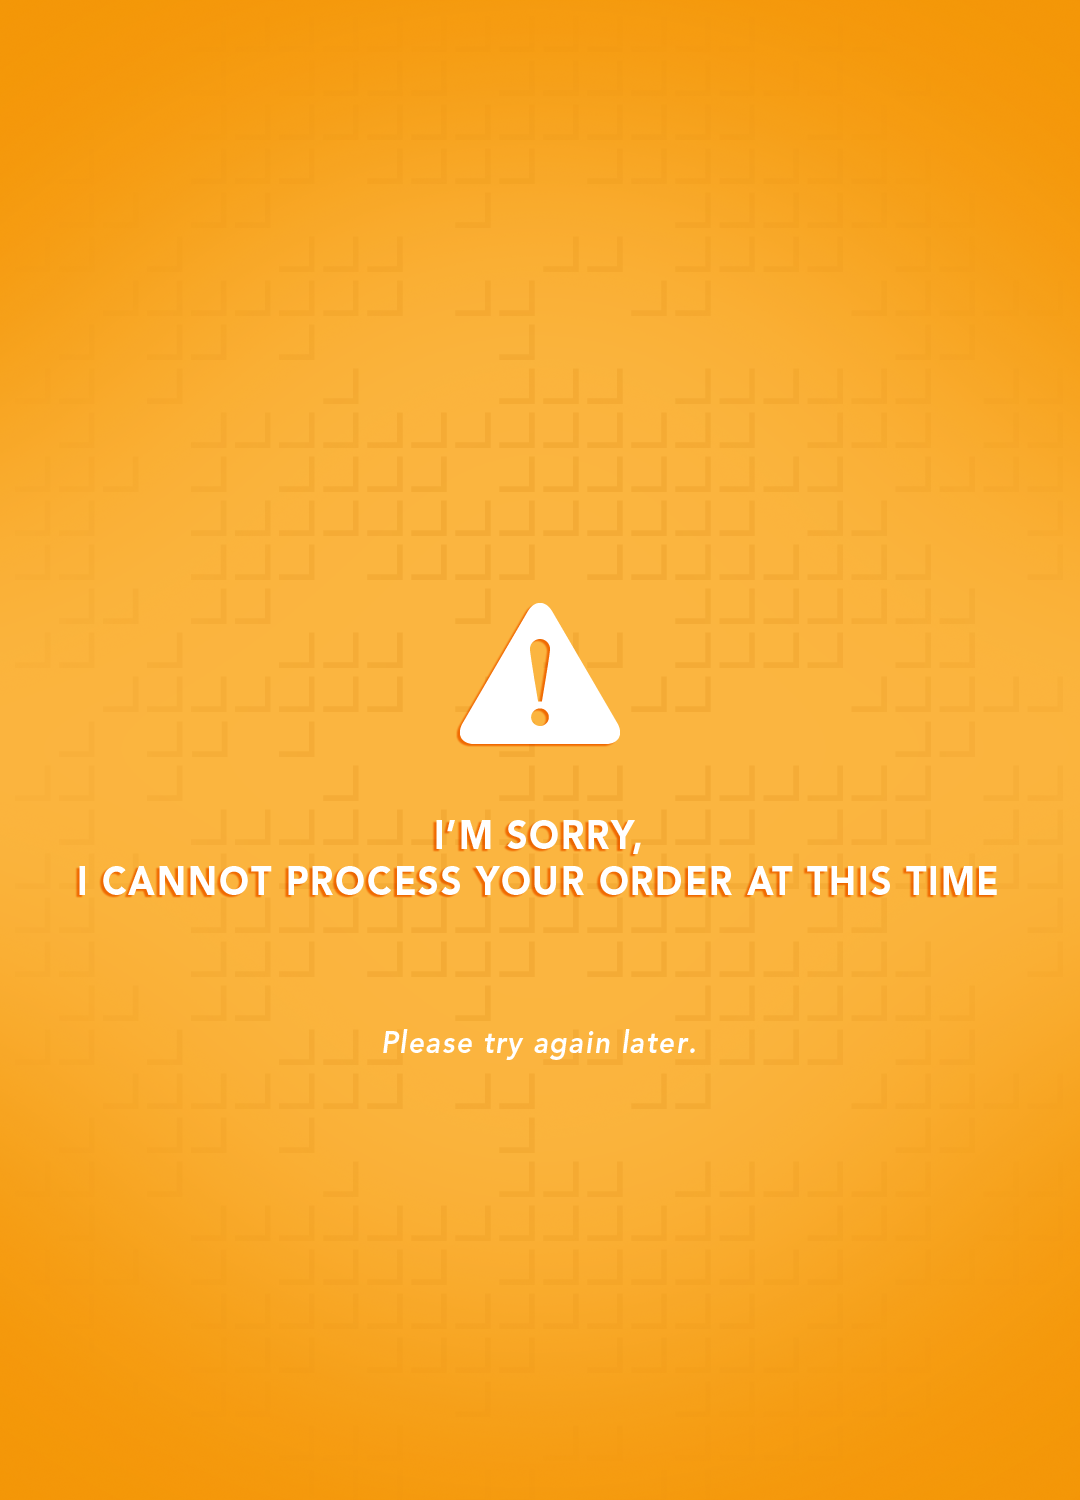 I’M SORRY,
I CANNOT PROCESS YOUR ORDER AT THIS TIME
Please try again later.